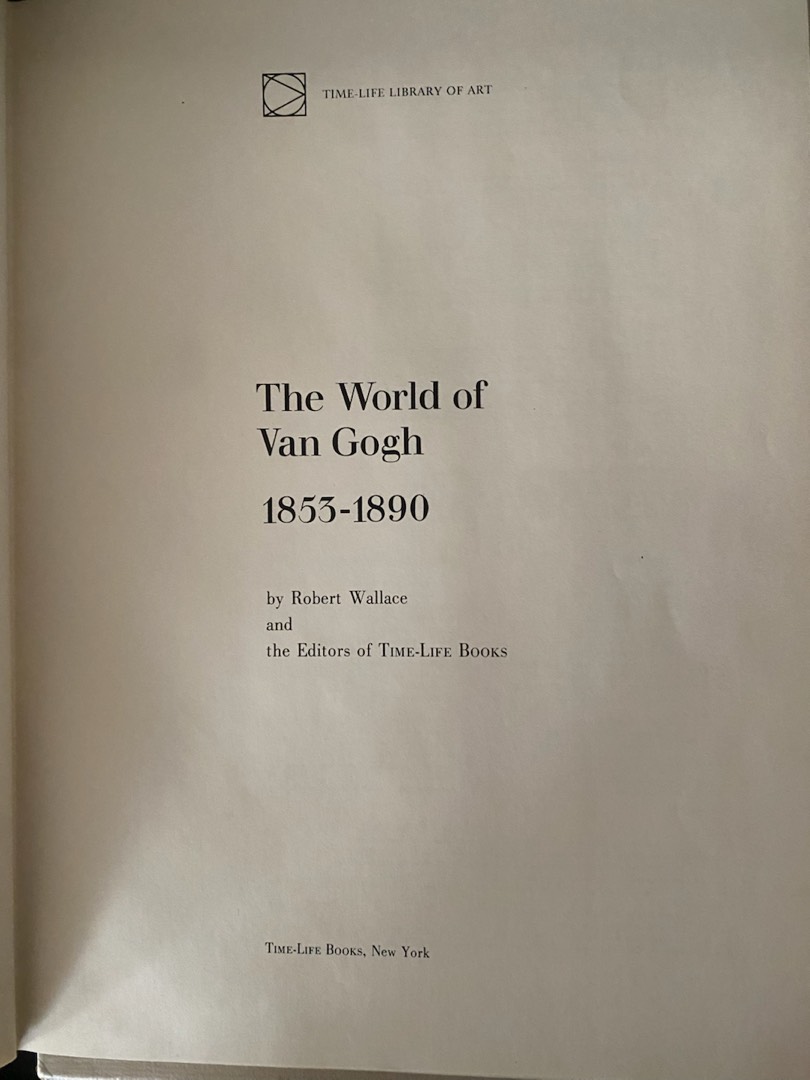 TIME-LIFE LIBRARY OF ART
The World of
Van Gogh
1853-1890
by Robert Wallace
and
the Editors of TIME-LIFE BOOKS
TIME-LIFE BOOKS, New York